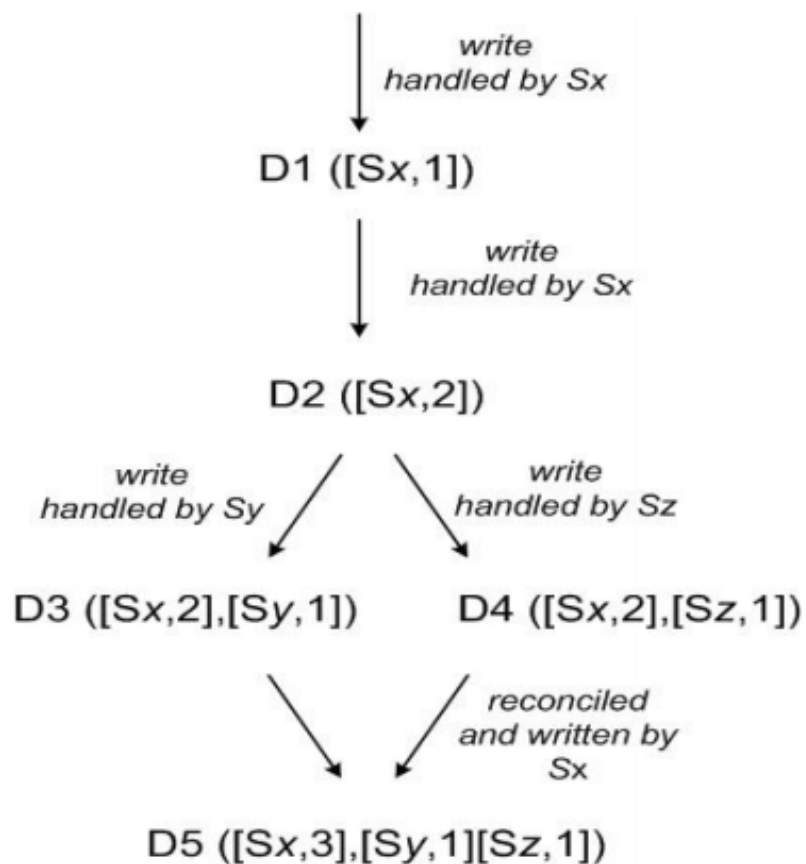 write
handled by Sx
D1 ([Sx,1])
write
handled by Sx
D2 ([Sx,2])
write
handled by Sy
write
handled by Sz
D3 ([Sx,2],[Sy,1])
D4 ([Sx,2],[Sz,1])
reconciled
and written by
Sx
D5 ([Sx,3],[Sy,1][Sz,1])